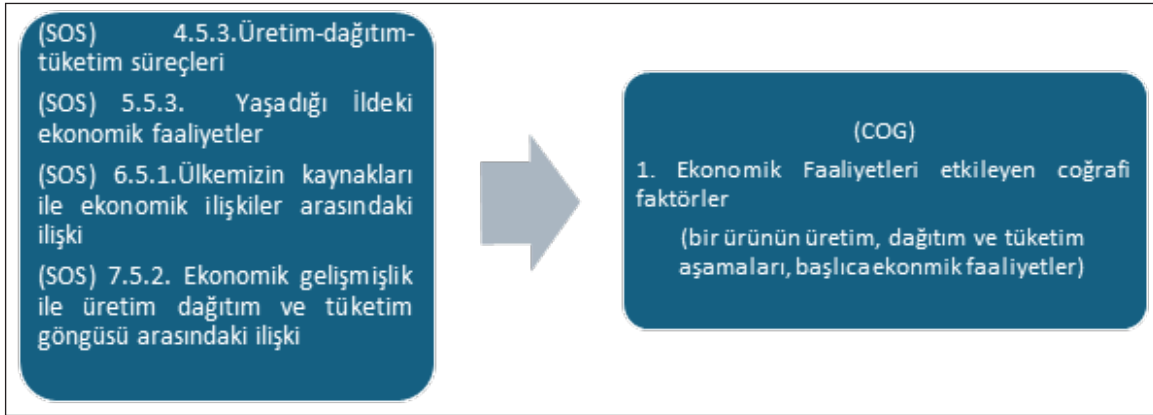 (SOS) 4.5.3.Üretim-dağıtım-
tüketim süreçleri
(SOS) 5.5.3. Yaşadığı İldeki
ekonomik faaliyetler
(SOS) 6.5.1.Ülkemizin kaynakları
ile ekonomik ilişkiler arasındaki
ilişki
(SOS) 7.5.2. Ekonomik gelişmişlik
ile üretim dağıtım ve tüketim
göngüsü arasındaki ilişki
(COG)
1. Ekonomik Faaliyetleri etkileyen coğrafi
faktörler
(bir ürünün üretim, dağıtım ve tüketim
aşamaları, başlıca ekonmik faaliyetler)